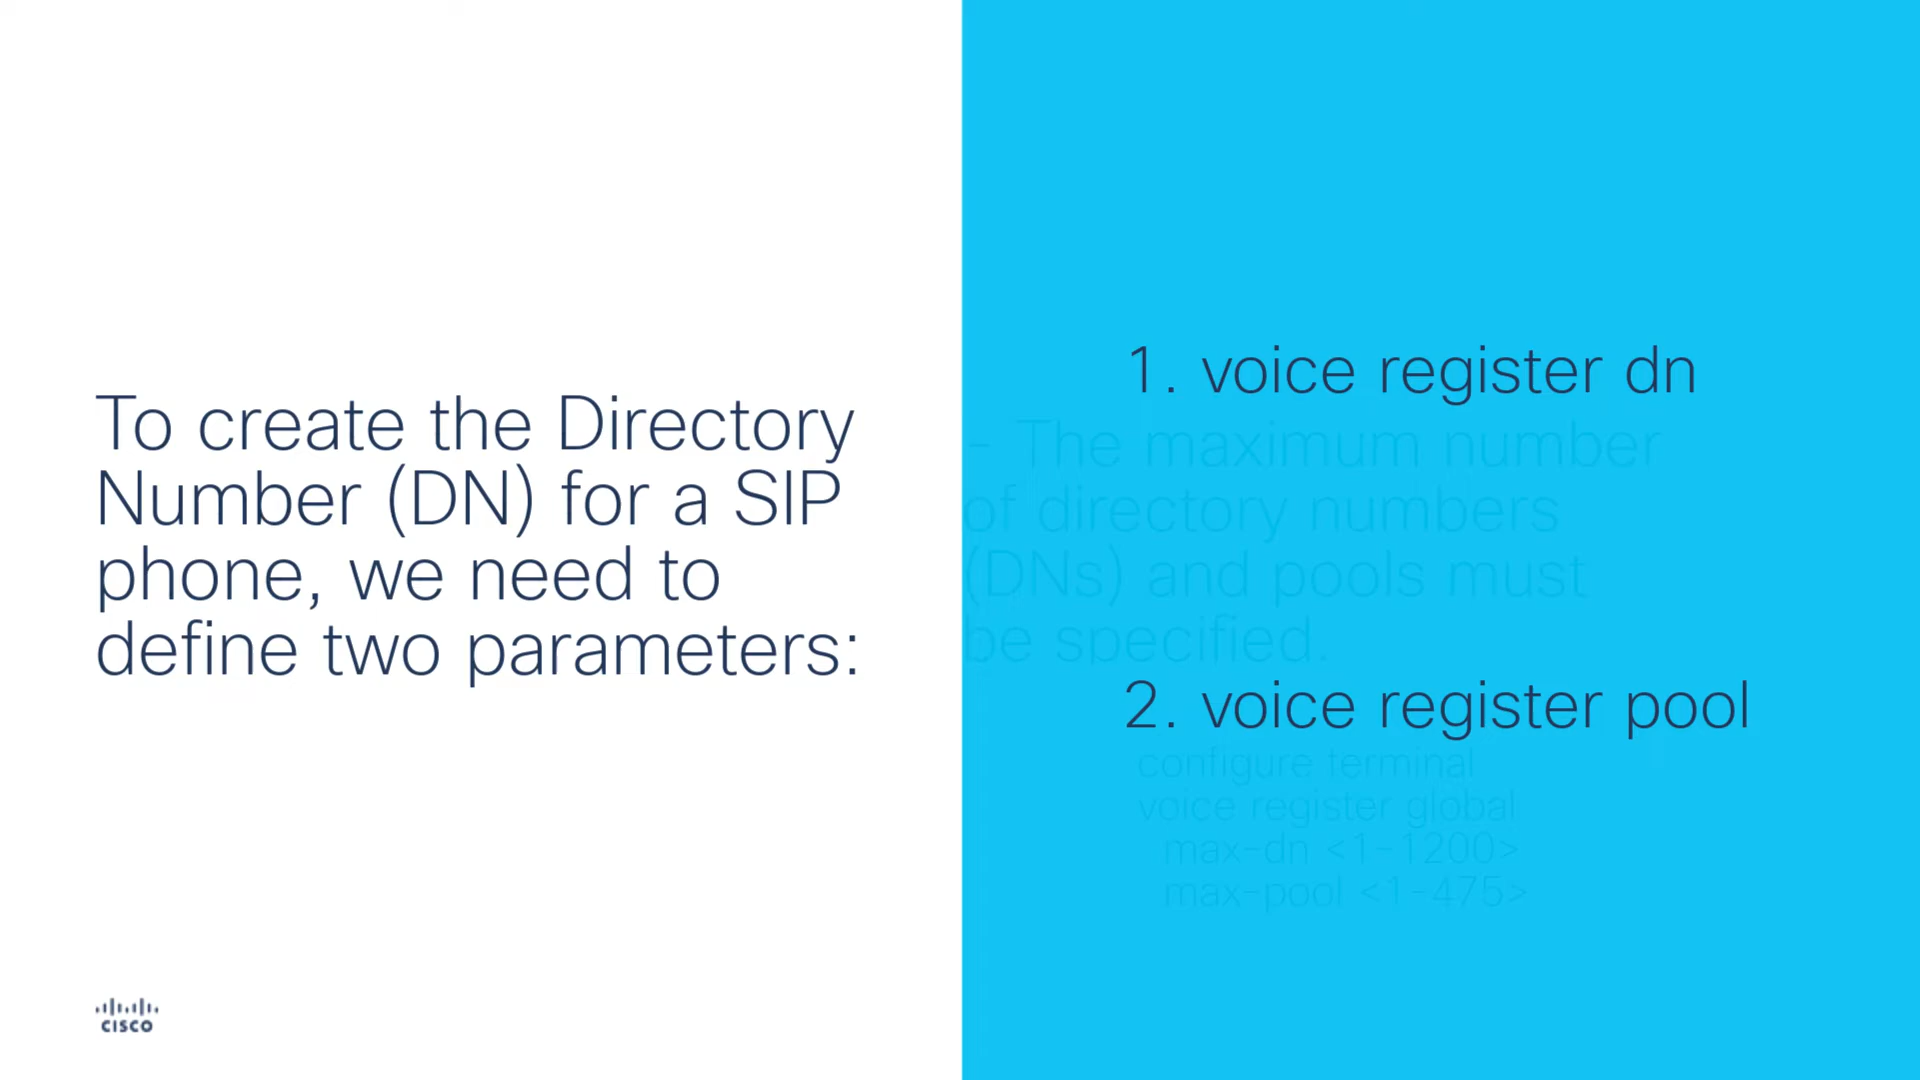 To create the Directory
Number (DN) for a SIP
phone, we need to
define two parameters:
1. voice register dn
- The maximum number
of directory numbers
(DNs) and pools must
be specified.
2. voice register pool
configure terminal
voice register global
max-dn <1-1200>
max-pool <1-475>
CISCO